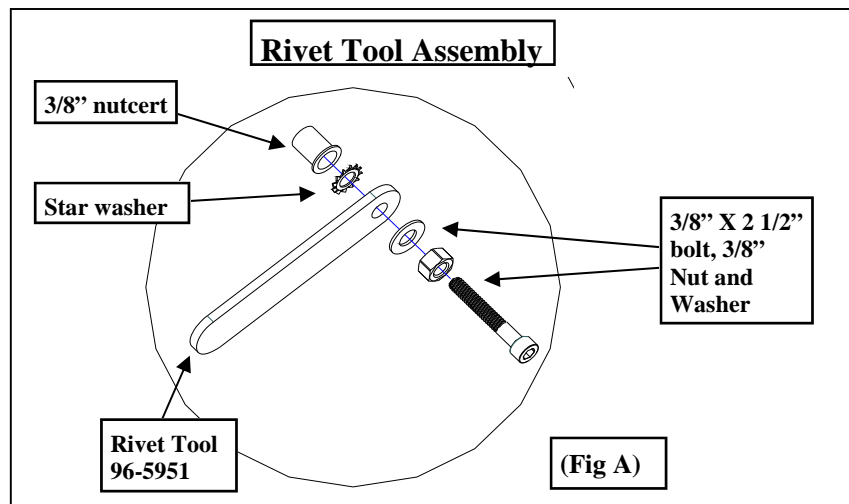 Rivet Tool Assembly
3/8” nutcert
Star washer
3/8” X 2 1/2”
bolt, 3/8”
Nut and
Washer
Rivet Tool
96-5951
(Fig A)